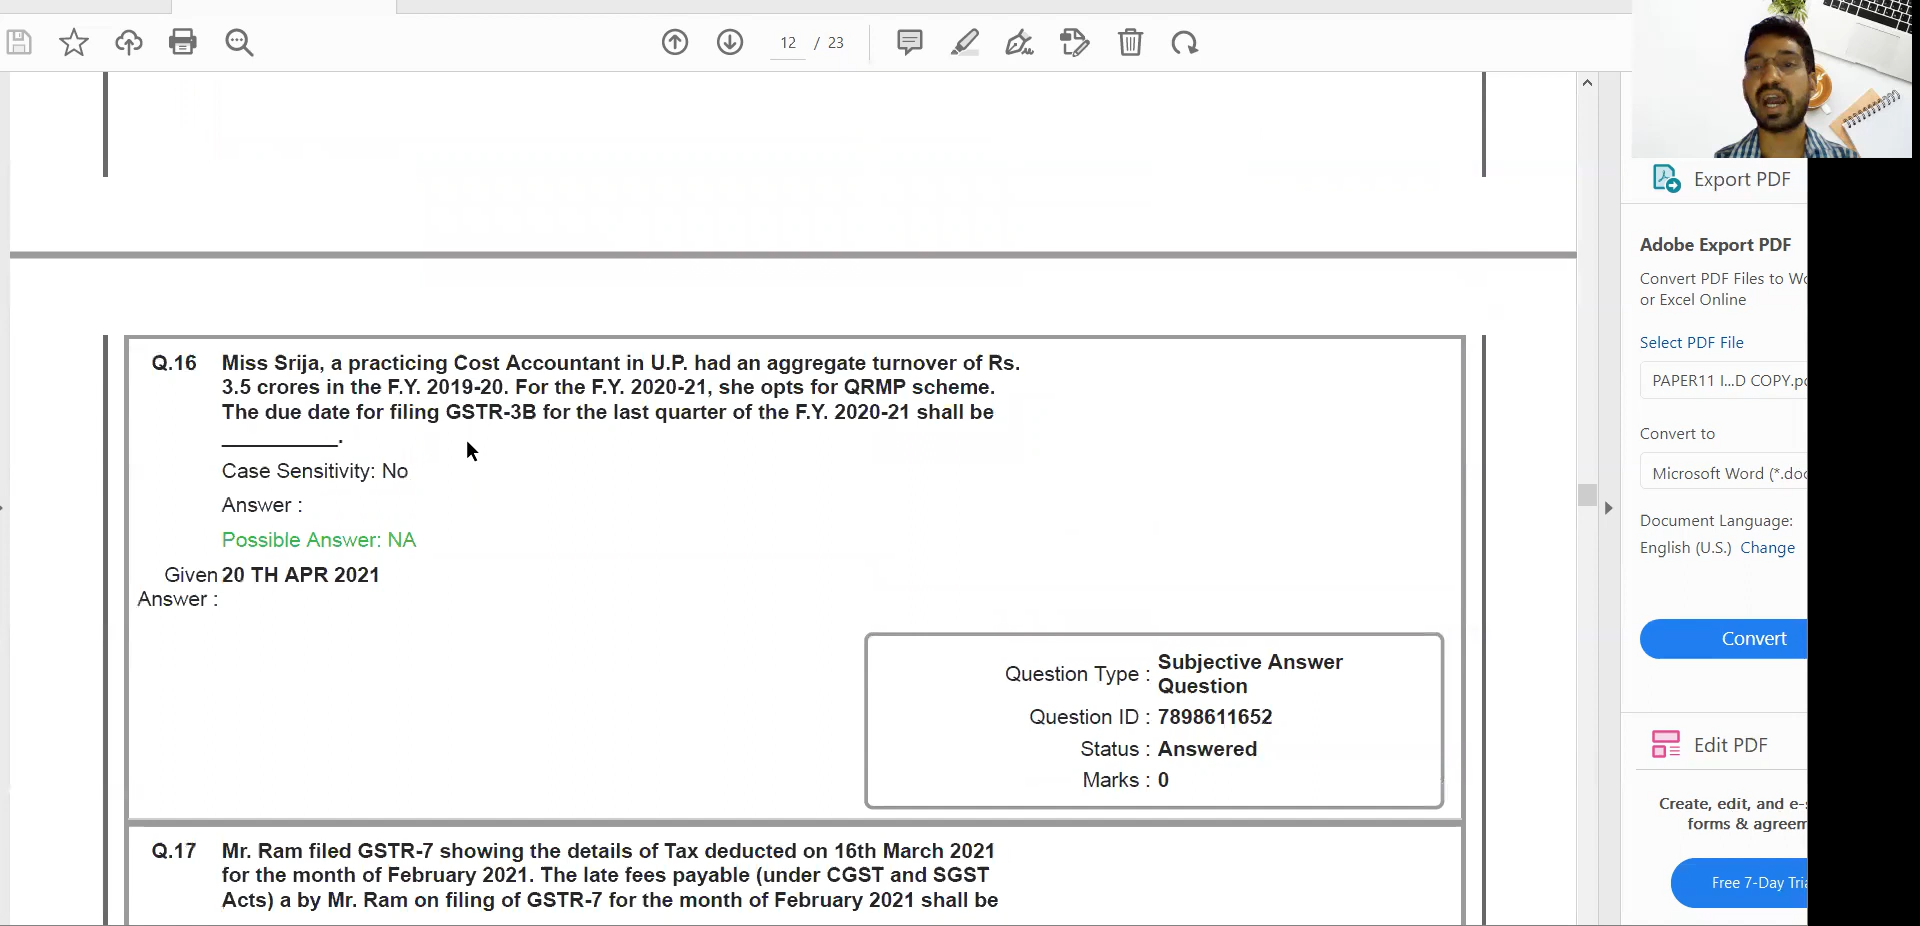 12 / 23
Export PDF
Adobe Export PDF
Convert PDF Files to Wo
or Excel Online
Select PDF File
PAPER11 I...D COPY.p
Convert to
Microsoft Word (*.doc
Document Language:
English (U.S.) Change
Convert
Edit PDF
Create, edit, and e-s
forms & agreem
Free 7-Day Tria
Q.16 Miss Srija, a practicing Cost Accountant in U.P. had an aggregate turnover of Rs.
3.5 crores in the F.Y. 2019-20. For the F.Y. 2020-21, she opts for QRMP scheme.
The due date for filing GSTR-3B for the last quarter of the F.Y. 2020-21 shall be
__________.
Case Sensitivity: No
Answer :
Possible Answer: NA
Given 20 TH APR 2021
Answer :
Question Type : Subjective Answer
Question
Question ID : 7898611652
Status : Answered
Marks : 0
Q.17 Mr. Ram filed GSTR-7 showing the details of Tax deducted on 16th March 2021
for the month of February 2021. The late fees payable (under CGST and SGST
Acts) a by Mr. Ram on filing of GSTR-7 for the month of February 2021 shall be